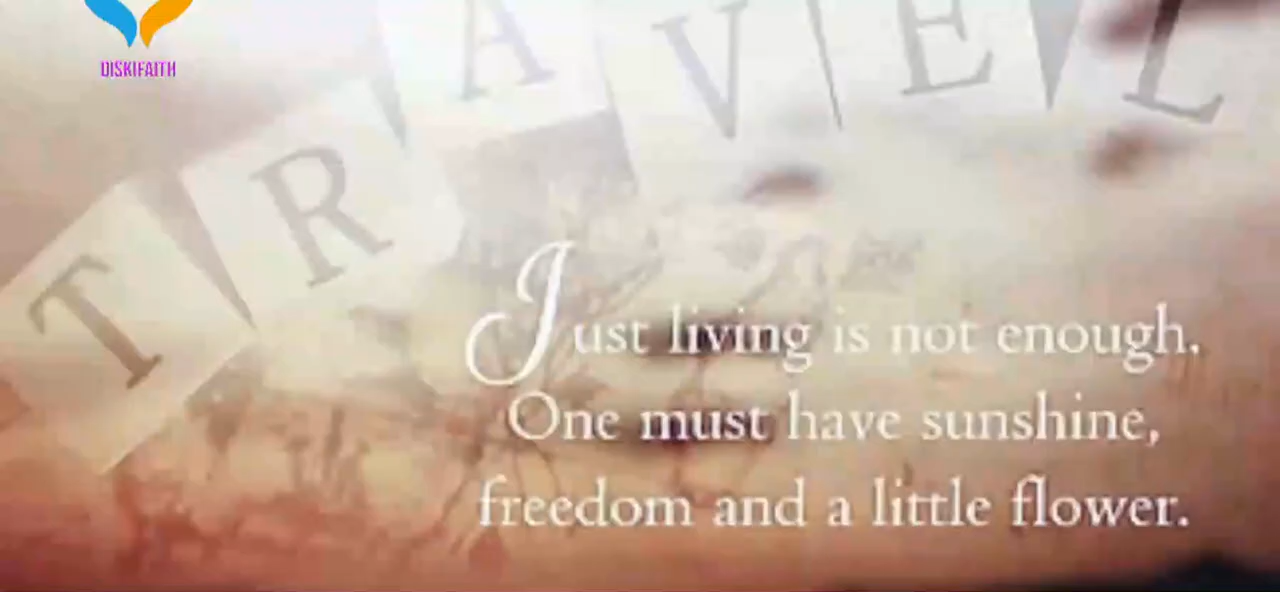 DISKIFAITH
TRAVEL
Just living is not enough.
One must have sunshine,
freedom and a little flower.